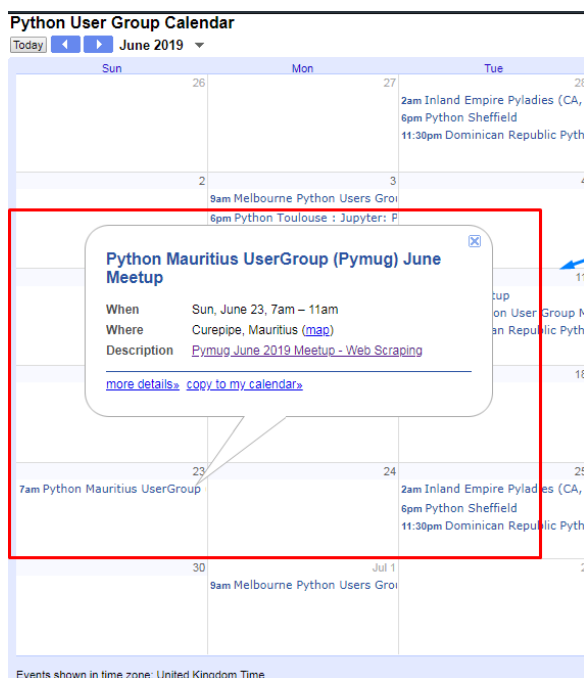 Python User Group Calendar
Today June 2019
Sun Mon Tue
26 27 28
2am Inland Empire Pyladies (CA,
6pm Python Sheffield
11:30pm Dominican Republic Pyth
2 3 4
9am Melbourne Python Users Grou
6pm Python Toulouse : Jupyter: P
Python Mauritius UserGroup (Pymug) June
Meetup
When Sun, June 23, 7am – 11am
Where Curepipe, Mauritius (map)
Description Pymug June 2019 Meetup - Web Scraping
more details» copy to my calendar»
11
tup
on User Group M
an Republic Pyth
18
23 24 25
7am Python Mauritius UserGroup
2am Inland Empire Pyladies (CA,
6pm Python Sheffield
11:30pm Dominican Republic Pyth
30 Jul 1 2
9am Melbourne Python Users Grou
Events shown in time zone: United Kingdom Time